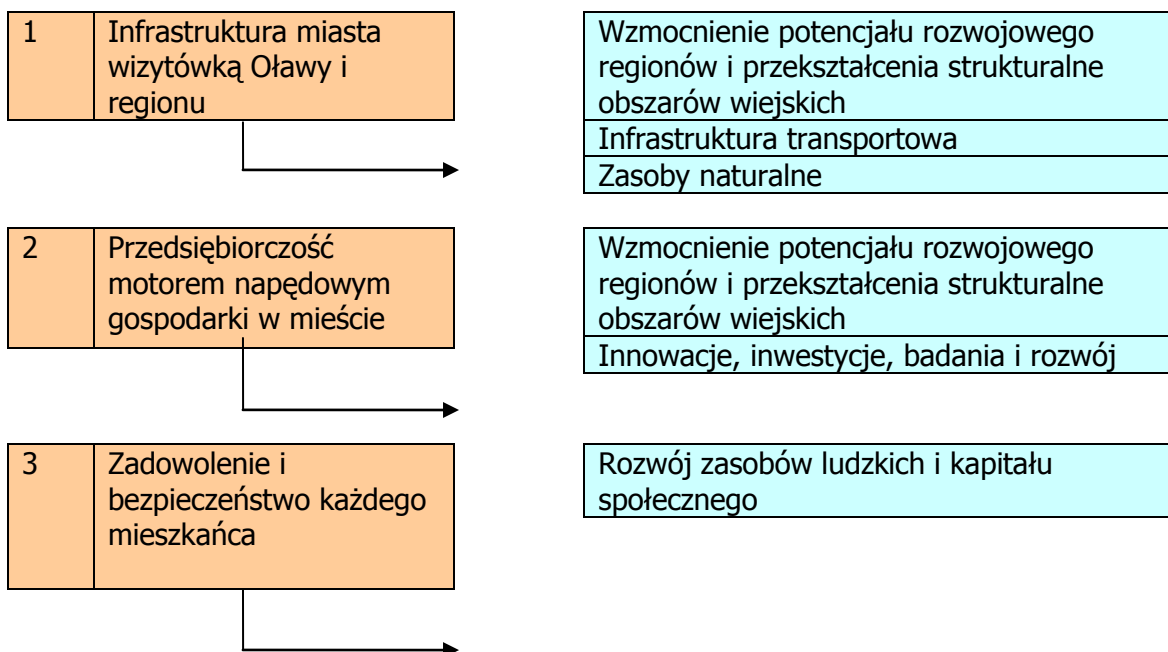 1 Infrastruktura miasta
wizytówką Oławy i
regionu
Wzmocnienie potencjału rozwojowego
regionów i przekształcenia strukturalne
obszarów wiejskich
Infrastruktura transportowa
Zasoby naturalne
2 Przedsiębiorczość
motorem napędowym
gospodarki w mieście
Wzmocnienie potencjału rozwojowego
regionów i przekształcenia strukturalne
obszarów wiejskich
Innowacje, inwestycje, badania i rozwój
3 Zadowolenie i
bezpieczeństwo każdego
mieszkańca
Rozwój zasobów ludzkich i kapitału
społecznego